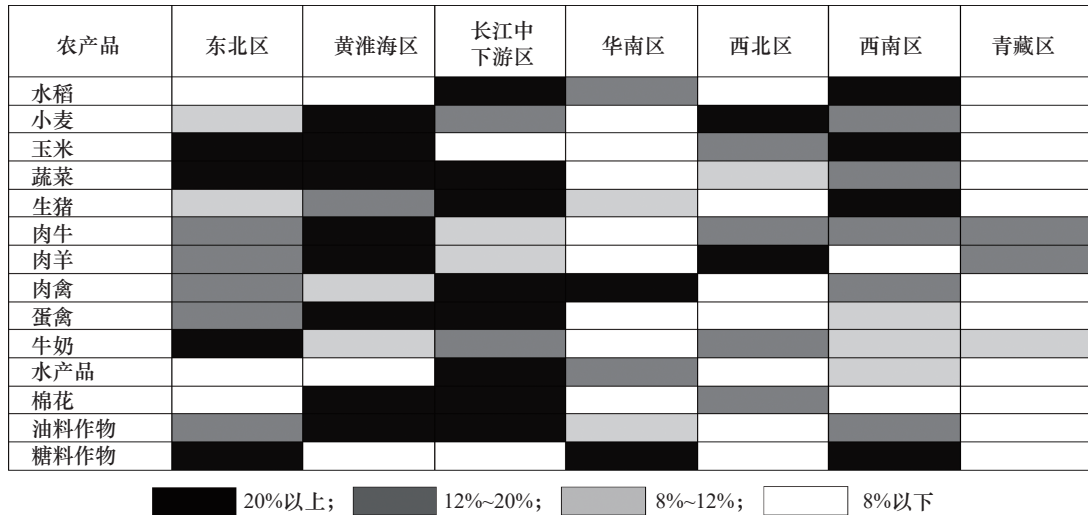 农产品
东北区
黄淮海区
长江中
下游区
华南区
西北区
西南区
青藏区
水稻
小麦
玉米
蔬菜
生猪
肉牛
肉羊
肉禽
蛋禽
牛奶
水产品
棉花
油料作物
糖料作物
20%以上; 12%~20%; 8%~12%; 8%以下